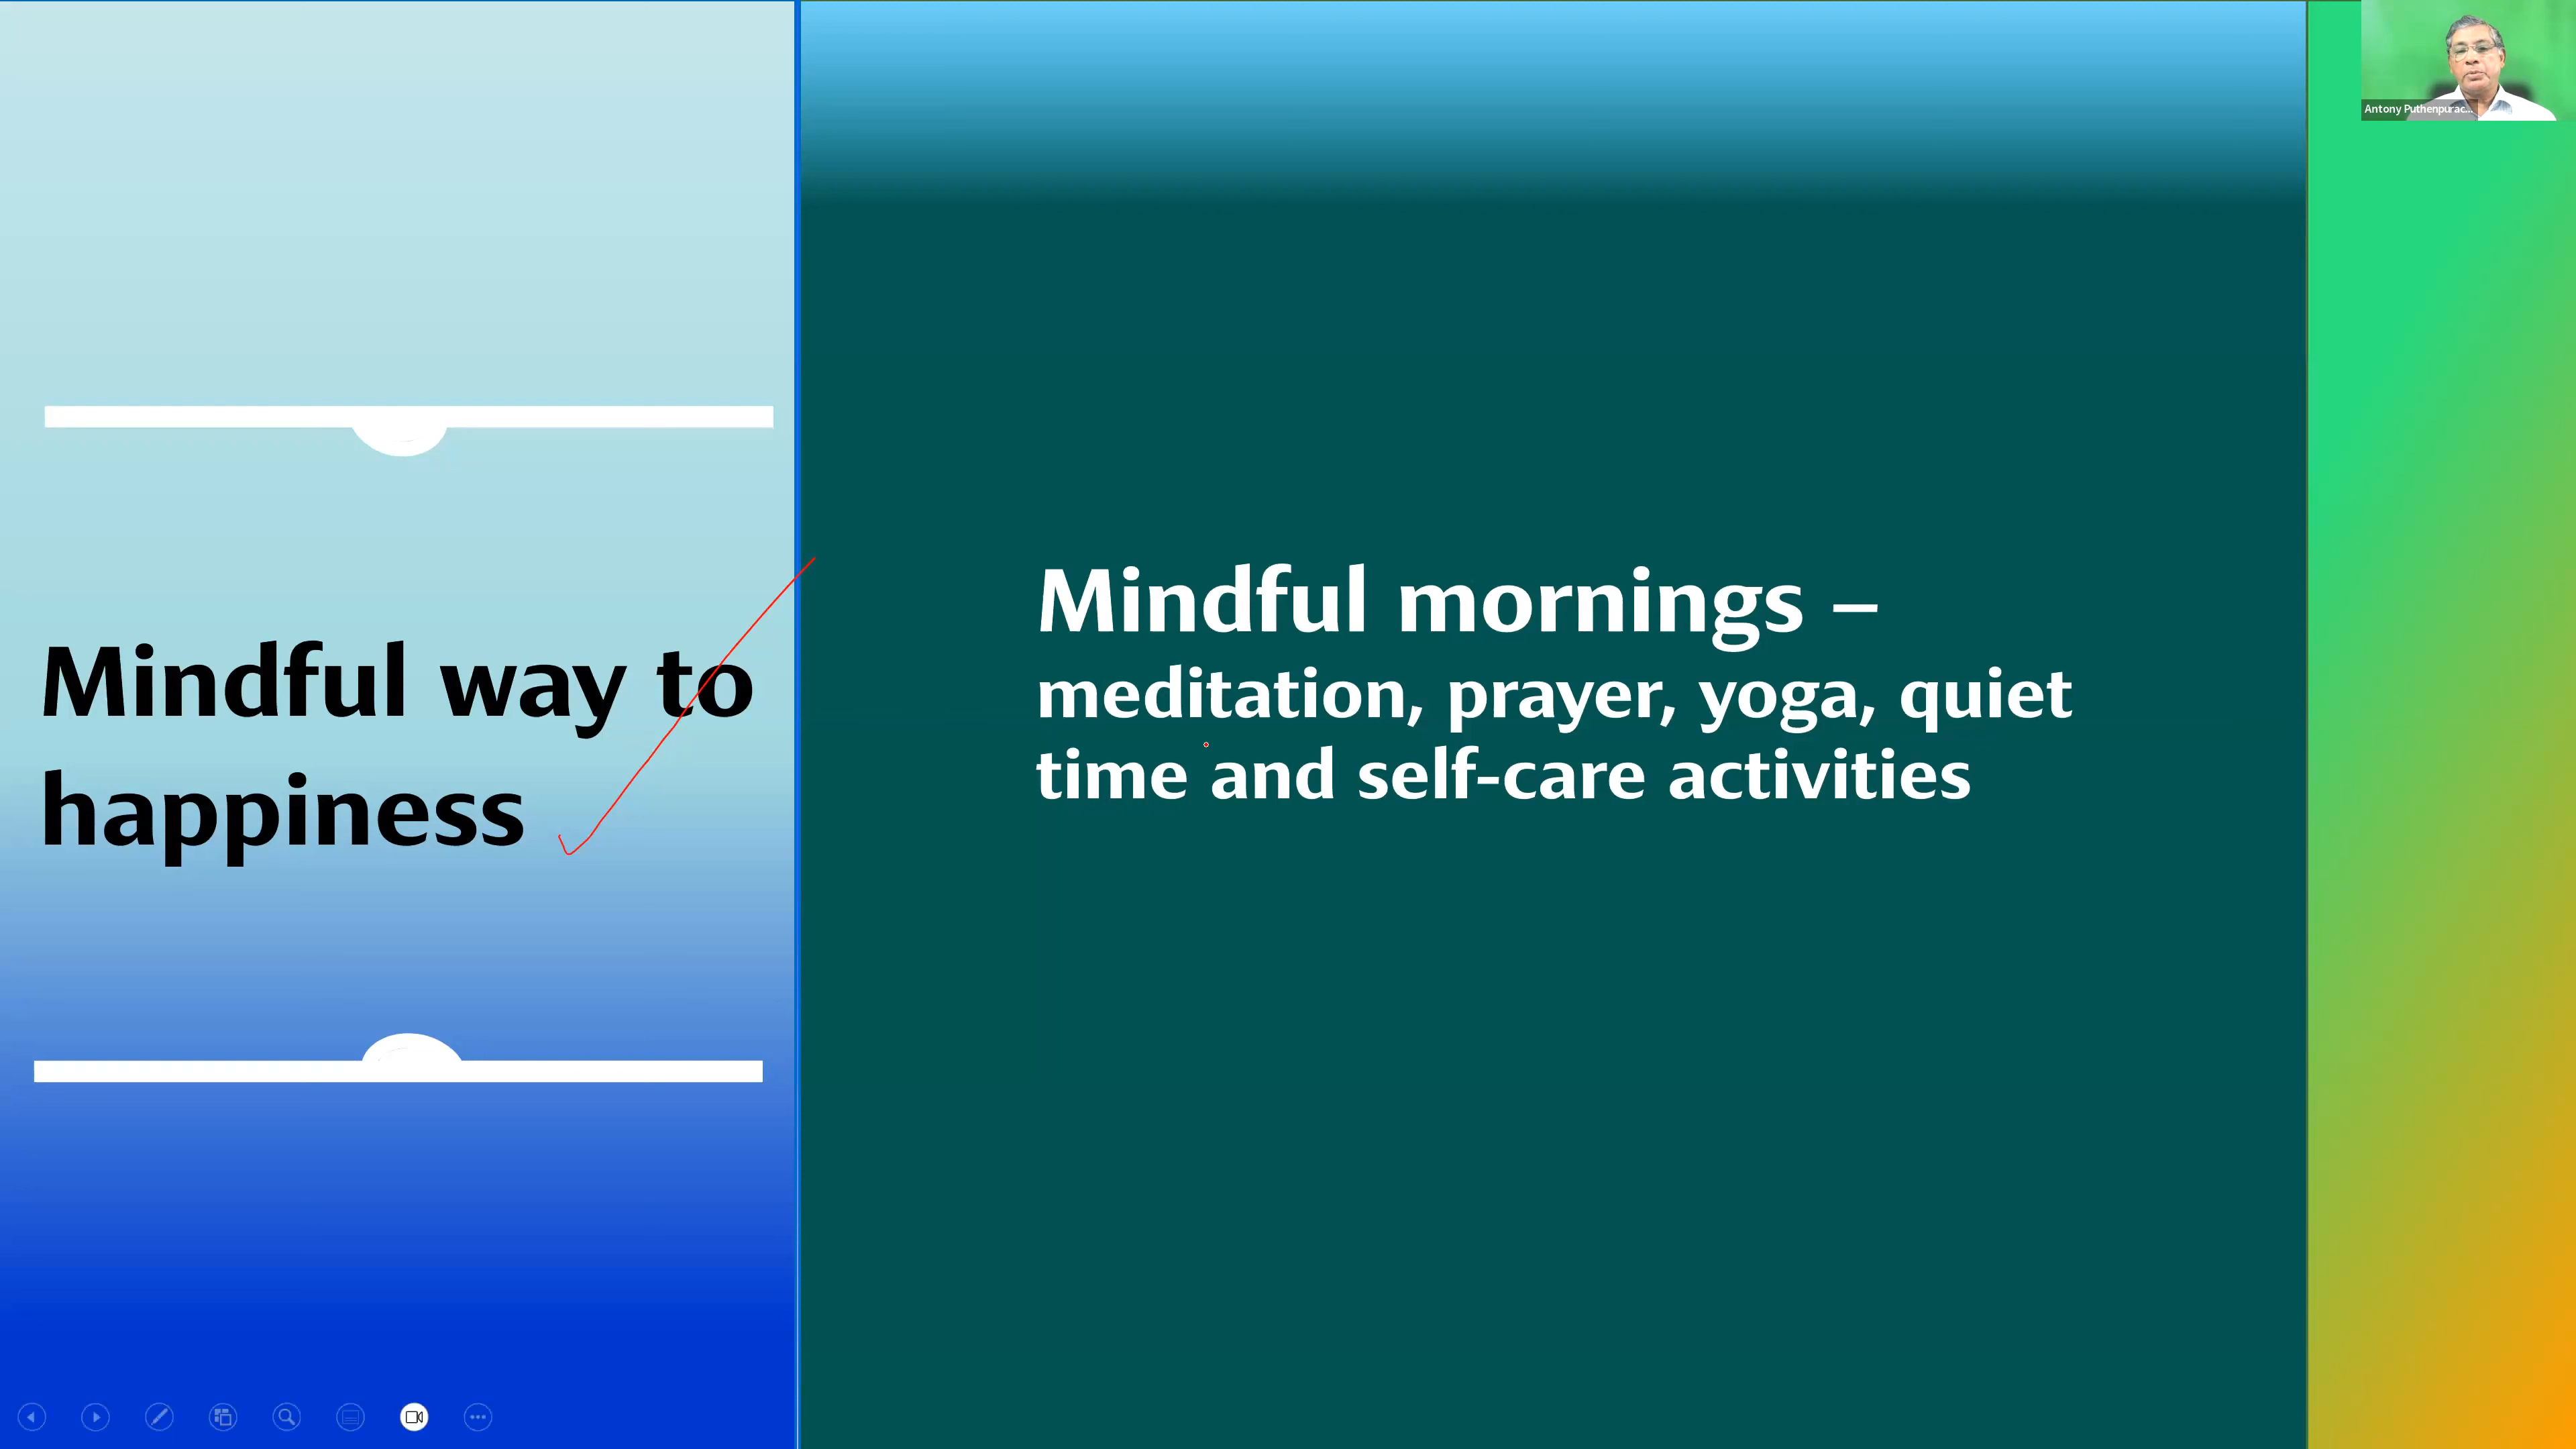 Mindful way to
happiness
Mindful mornings –
meditation, prayer, yoga, quiet
time and self-care activities
Antony Puthenpurac...